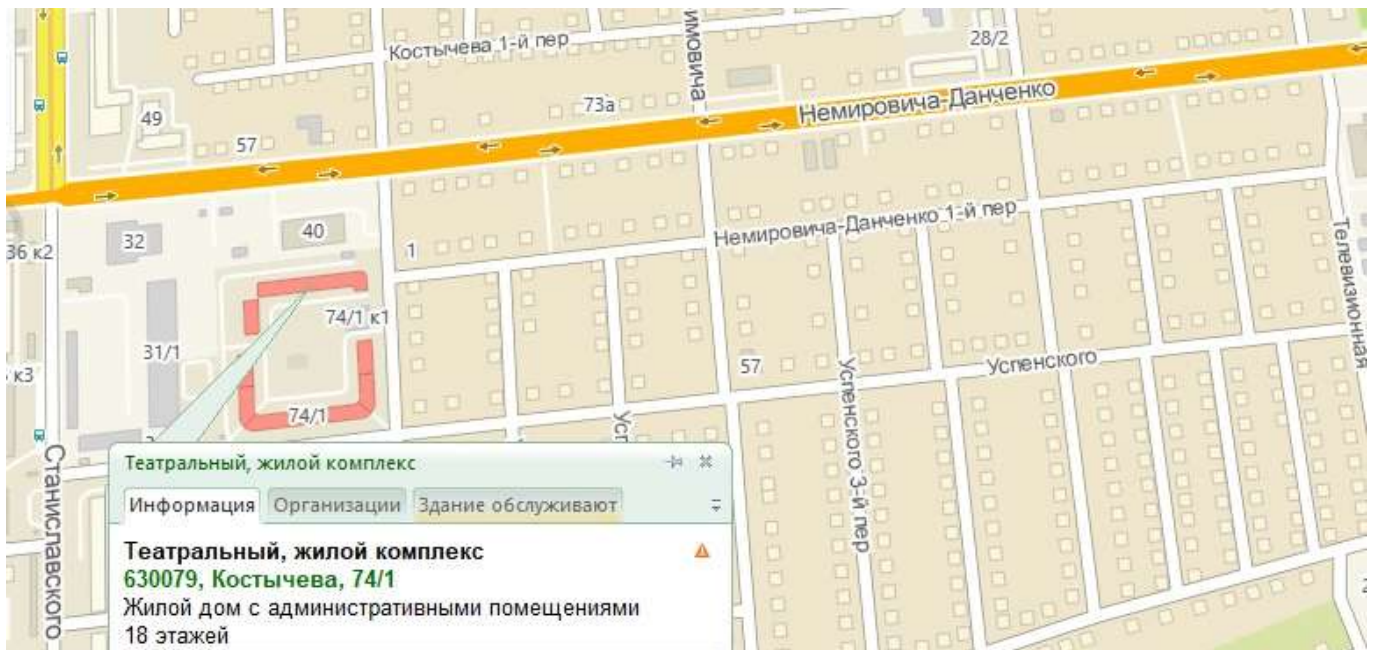 Костычева 1-й пер
имовича
28/2
49
73а
Немировича-Данченко
57
40
32
36 к2
1
Немировича-Данченко 1-й пер
Телевизионная
74/1 к1
31/1
к3
57
Успенского
Успенского 3-й пер
74/1
Усп
Станиславского
Театральный, жилой комплекс
Информация
Организации
Здание обслуживают
Театральный, жилой комплекс
630079, Костычева, 74/1
Жилой дом с административными помещениями
18 этажей